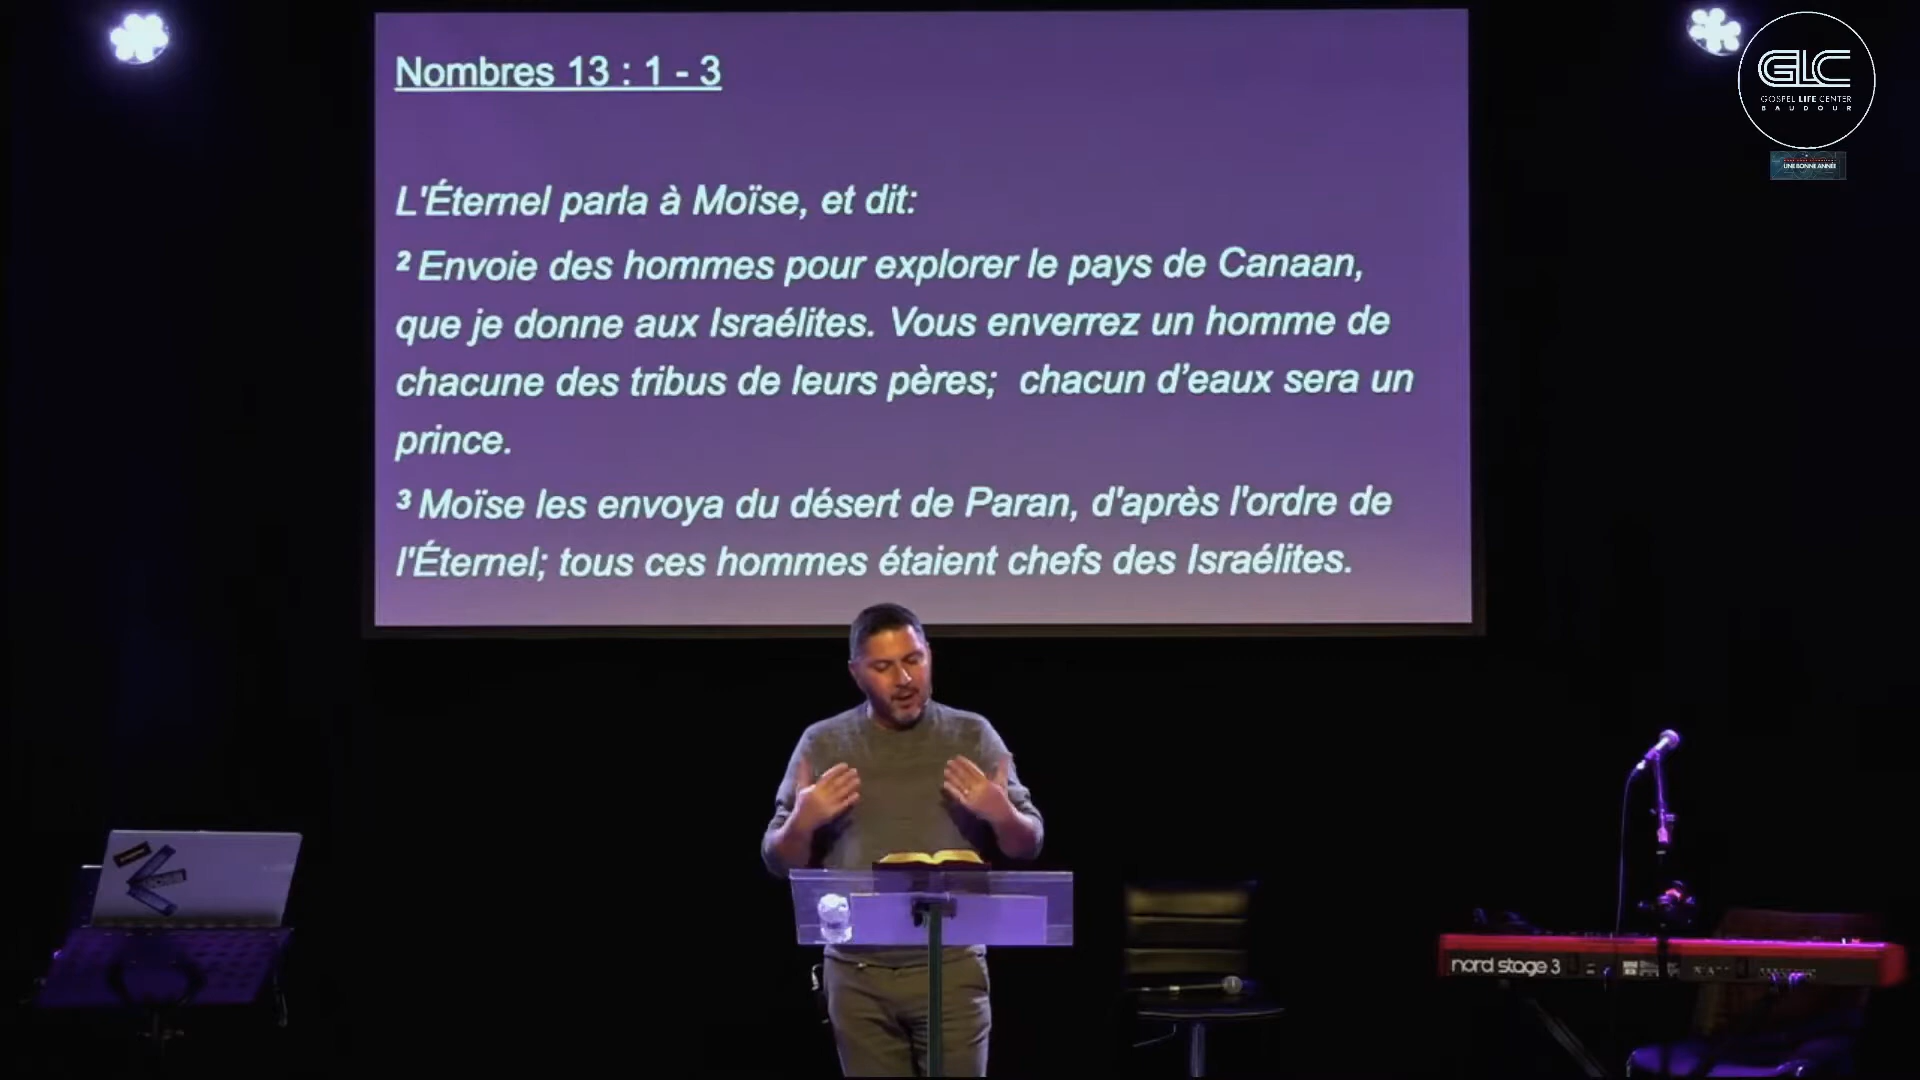 Nombres 13 : 1 - 3
L'Éternel parla à Moïse, et dit:
² Envoie des hommes pour explorer le pays de Canaan,
que je donne aux Israélites. Vous enverrez un homme de
chacune des tribus de leurs pères; chacun d’eaux sera un
prince.
³ Moïse les envoya du désert de Paran, d'après l'ordre de
l'Éternel; tous ces hommes étaient chefs des Israélites.
GLC
GOSPEL LIFE CENTER
BAUDOUR
UNE BONNE ANNÉE
nord stage 3